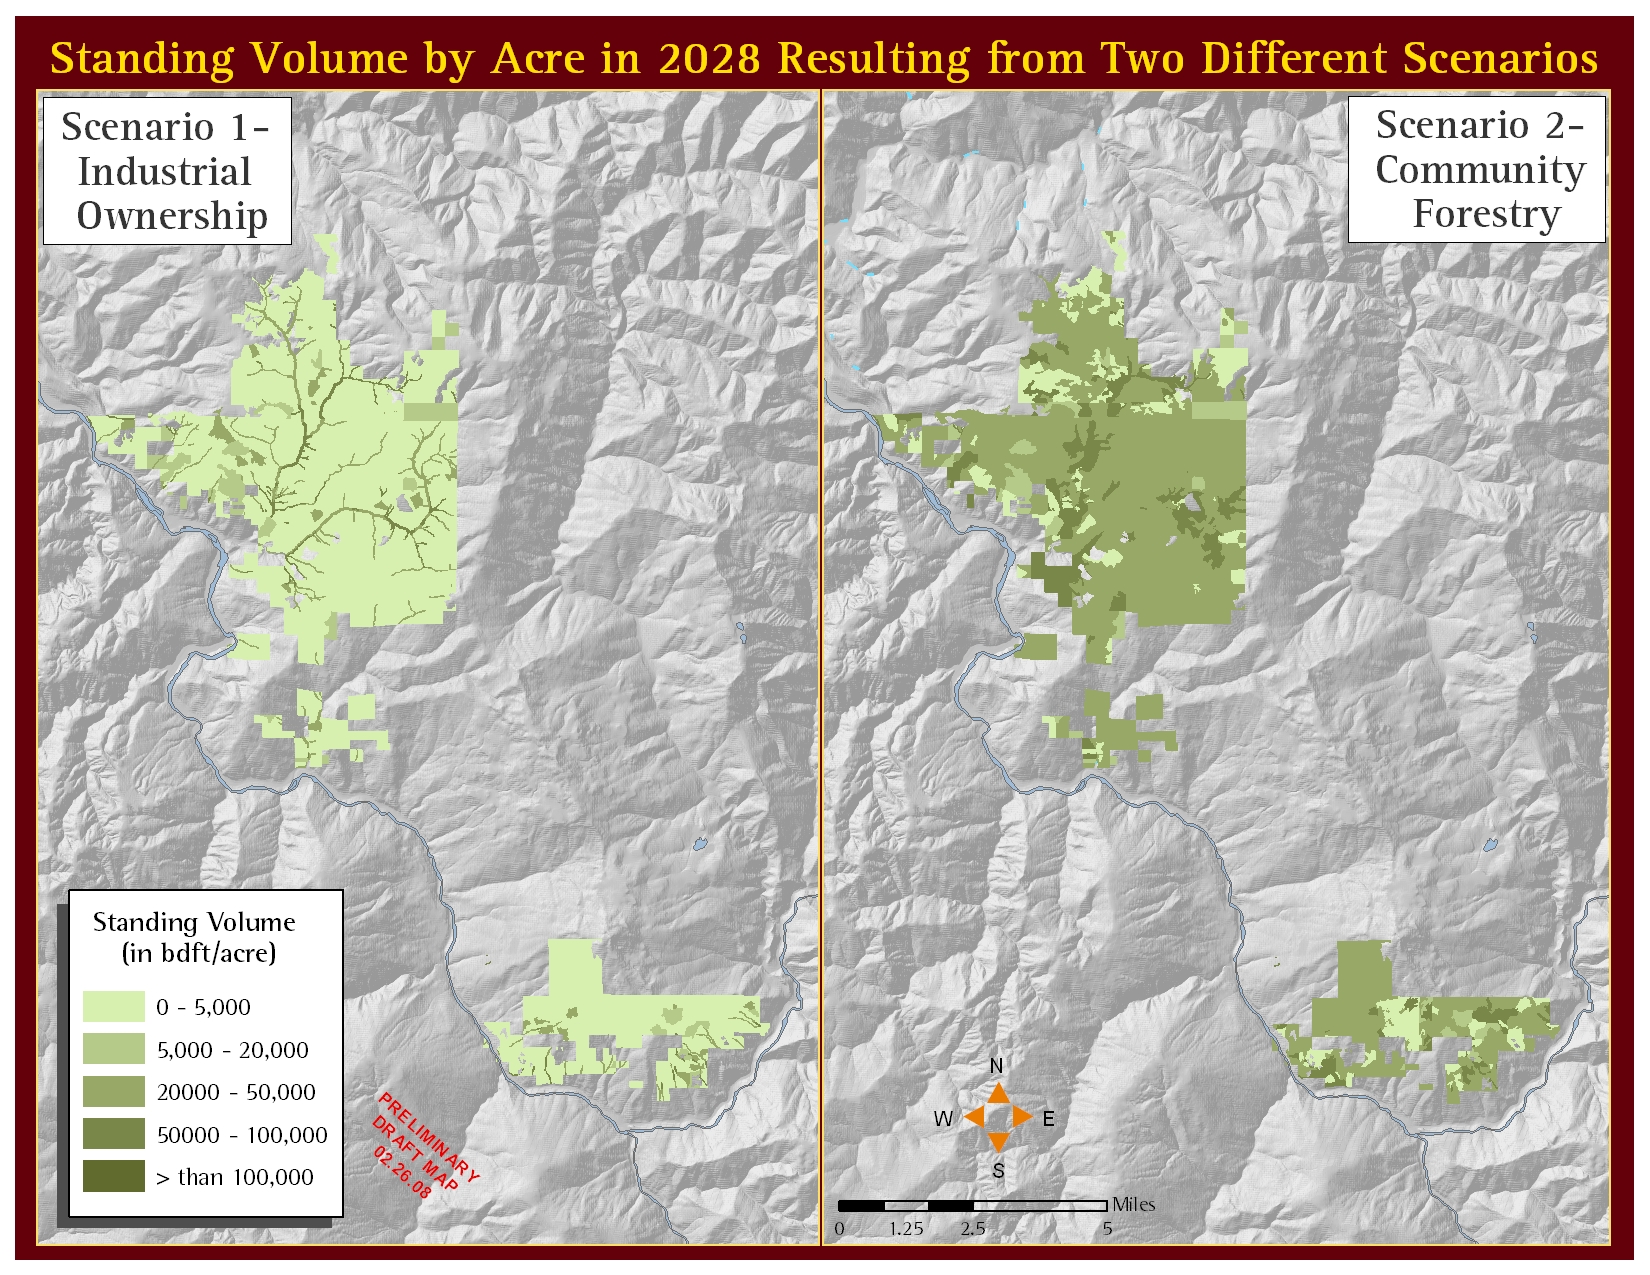 Standing Volume by Acre in 2028 Resulting from Two Different Scenarios
Scenario 1-
Industrial
Ownership
Scenario 2-
Community
Forestry
Standing Volume
(in bdft/acre)
0 - 5,000
5,000 - 20,000
20000 - 50,000
50000 - 100,000
> than 100,000
PRELIMINARY
DRAFT MAP
02.26.08
N
W E
S
Miles
0 1.25 2.5 5